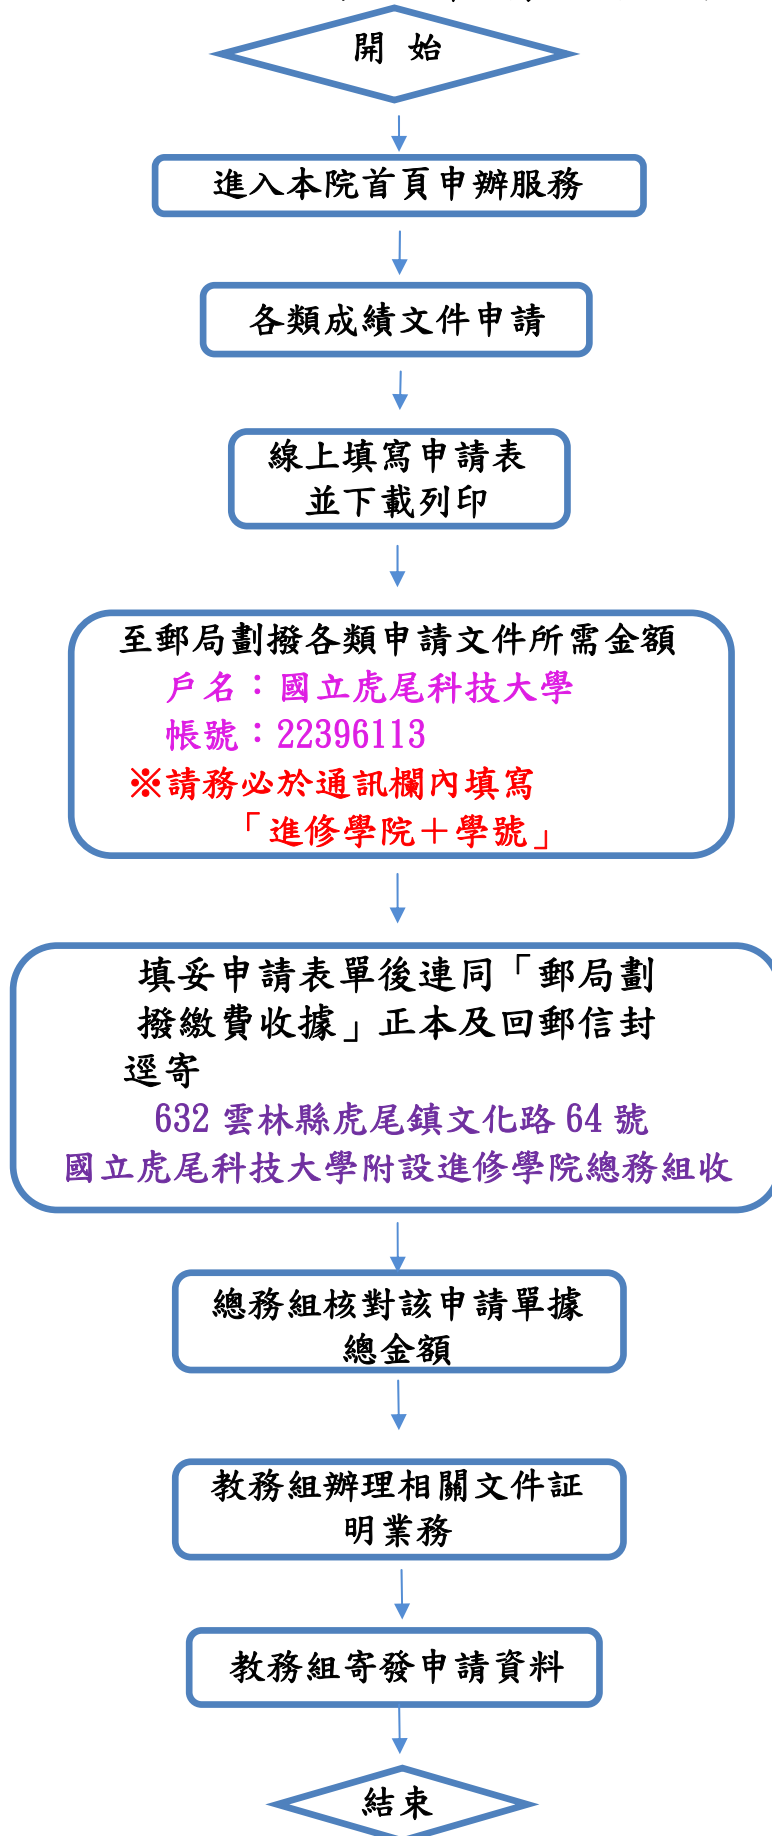 開 始
進入本院首頁申辦服務
各類成績文件申請
線上填寫申請表
並下載列印
至郵局劃撥各類申請文件所需金額
戶名：國立虎尾科技大學
帳號：22396113
※請務必於通訊欄內填寫
「進修學院＋學號」
填妥申請表單後連同「郵局劃
撥繳費收據」正本及回郵信封
逕寄
632 雲林縣虎尾鎮文化路 64 號
國立虎尾科技大學附設進修學院總務組收
總務組核對該申請單據
總金額
教務組辦理相關文件証
明業務
教務組寄發申請資料
結束